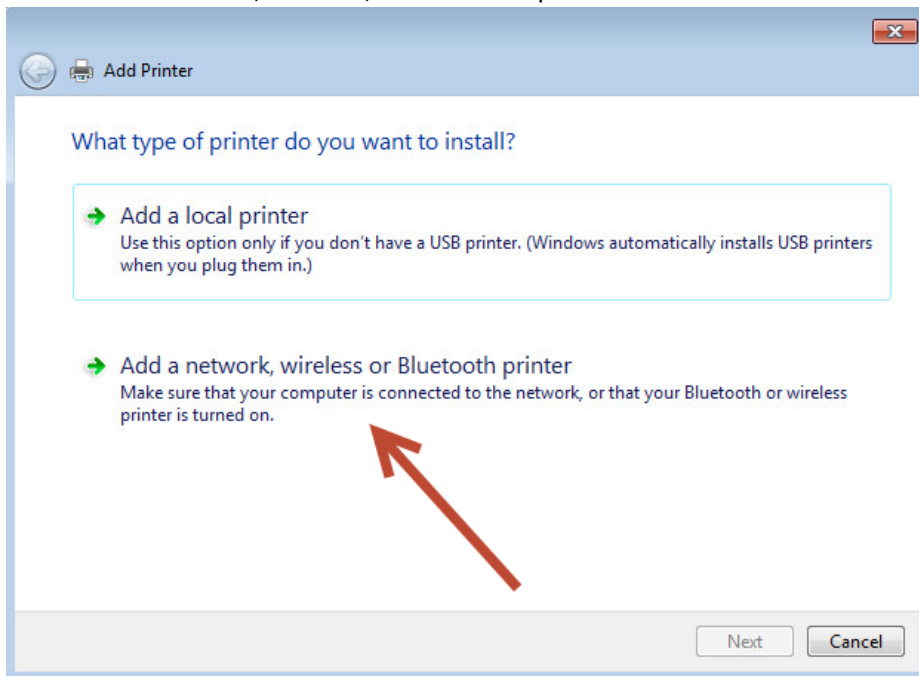 Add Printer
What type of printer do you want to install?
Add a local printer
Use this option only if you don't have a USB printer. (Windows automatically installs USB printers
when you plug them in.)
Add a network, wireless or Bluetooth printer
Make sure that your computer is connected to the network, or that your Bluetooth or wireless
printer is turned on.
Next Cancel